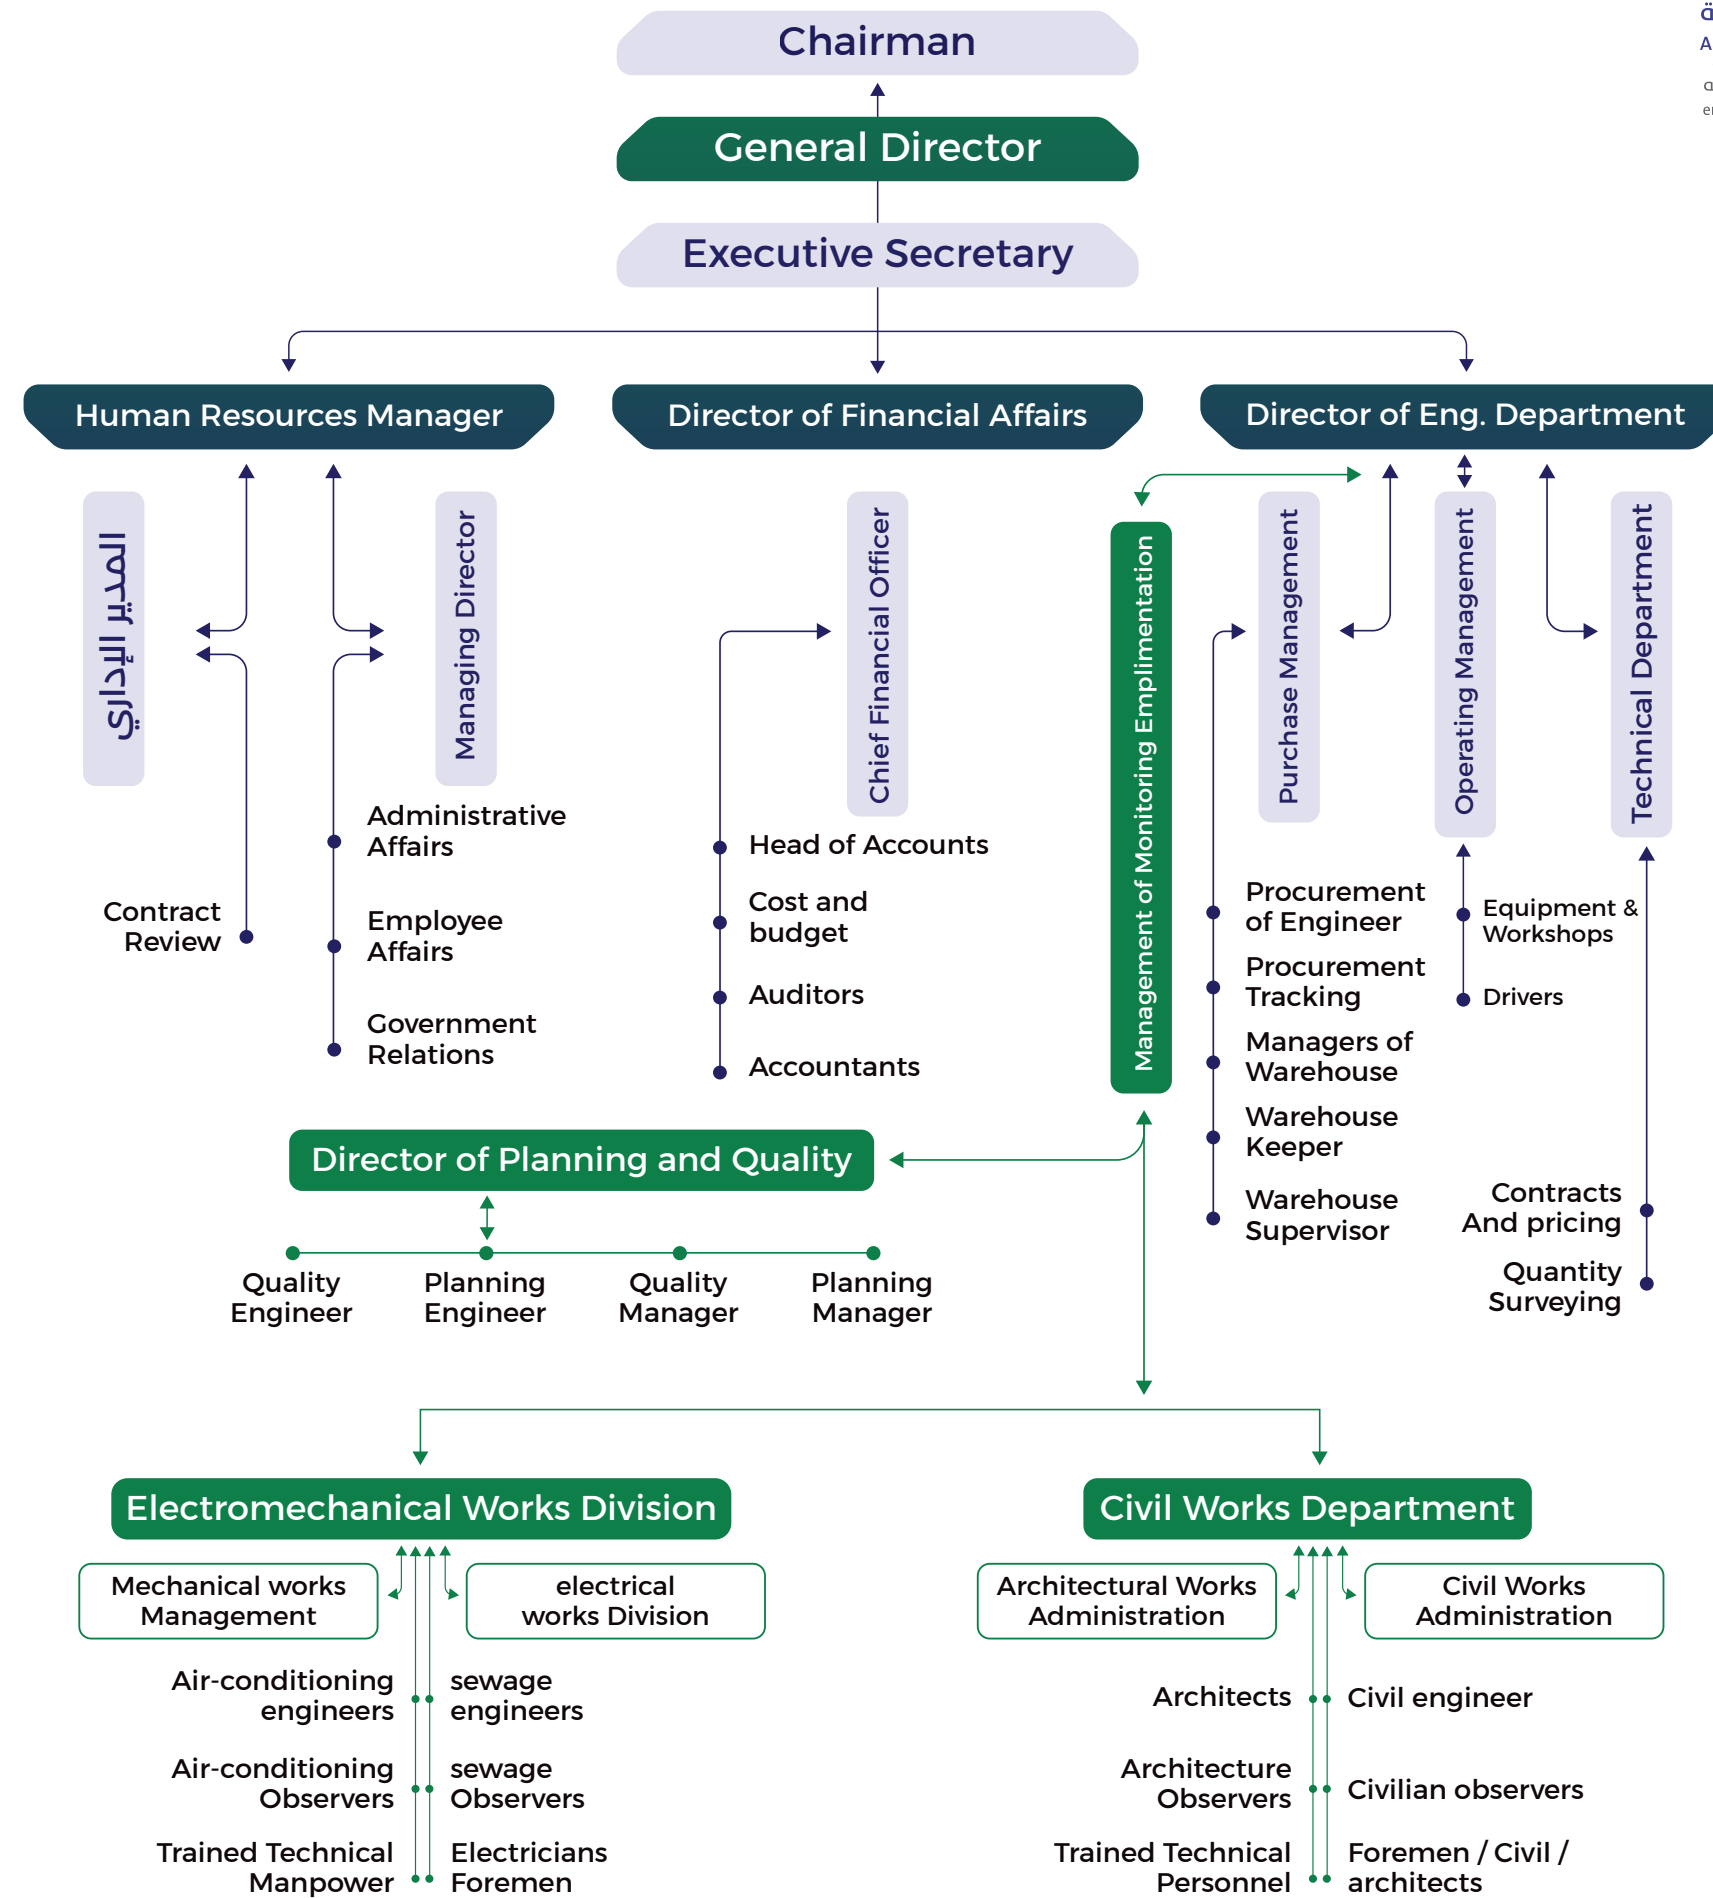 Chairman
General Director
Executive Secretary
Human Resources Manager
Director of Financial Affairs
Director of Eng. Department
المدير الإداري
Managing Director
Chief Financial Officer
Management of Monitoring Emplimentation
Purchase Management
Operating Management
Technical Department
Contract
Review
Administrative
Affairs
Employee
Affairs
Government
Relations
Head of Accounts
Cost and
budget
Auditors
Accountants
Procurement
of Engineer
Procurement
Tracking
Managers of
Warehouse
Warehouse
Keeper
Warehouse
Supervisor
Equipment &
Workshops
Drivers
Contracts
And pricing
Quantity
Surveying
Director of Planning and Quality
Quality
Engineer
Planning
Engineer
Quality
Manager
Planning
Manager
Electromechanical Works Division
Mechanical works
Management
electrical
works Division
Air-conditioning
engineers
sewage
engineers
Air-conditioning
Observers
sewage
Observers
Trained Technical
Manpower
Electricians
Foremen
Civil Works Department
Architectural Works
Administration
Civil Works
Administration
Architects
Civil engineer
Architecture
Observers
Civilian observers
Trained Technical
Personnel
Foremen / Civil /
architects